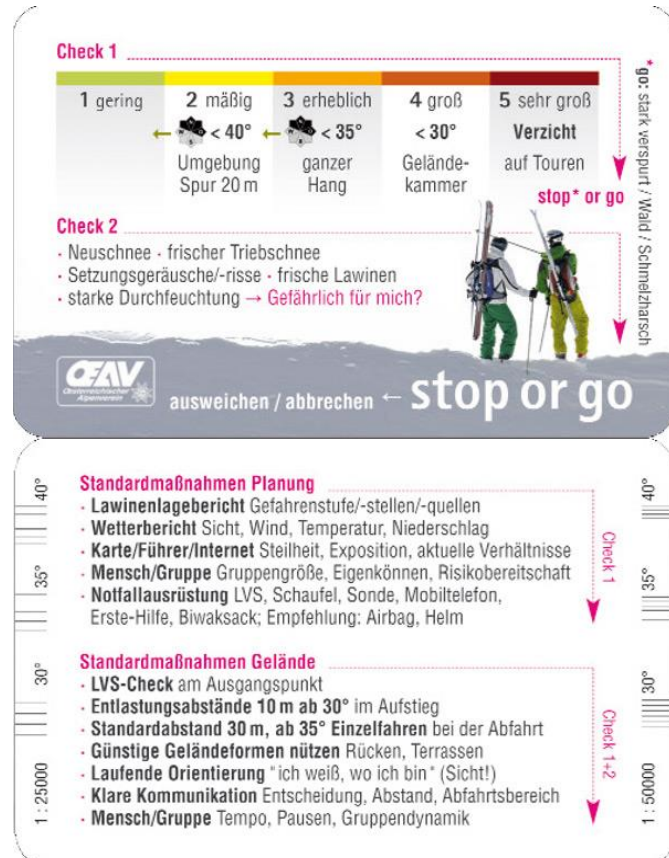 Check 1
1 gering 2 mäßig 3 erheblich 4 groß 5 sehr groß
< 40° < 35° < 30° Verzicht
Umgebung ganzer Gelände- auf Touren
Spur 20 m Hang kammer
stop* or go
*go: stark verspurt / Wald / Schmelzharsch
Check 2
· Neuschnee · frischer Triebschnee
· Setzungsgeräusche/-risse · frische Lawinen
· starke Durchfeuchtung → Gefährlich für mich?
ŒAV
Oesterreichischer
Alpenverein
ausweichen / abbrechen ← stop or go
Standardmaßnahmen Planung
· Lawinenlagebericht Gefahrenstufe/-stellen/-quellen
· Wetterbericht Sicht, Wind, Temperatur, Niederschlag
· Karte/Führer/Internet Steilheit, Exposition, aktuelle Verhältnisse
· Mensch/Gruppe Gruppengröße, Eigenkönnen, Risikobereitschaft
· Notfallausrüstung LVS, Schaufel, Sonde, Mobiltelefon,
Erste-Hilfe, Biwaksack; Empfehlung: Airbag, Helm
Check 1
Standardmaßnahmen Gelände
· LVS-Check am Ausgangspunkt
· Entlastungsabstände 10 m ab 30° im Aufstieg
· Standardabstand 30 m, ab 35° Einzelfahren bei der Abfahrt
· Günstige Geländeformen nützen Rücken, Terrassen
· Laufende Orientierung "ich weiß, wo ich bin" (Sicht!)
· Klare Kommunikation Entscheidung, Abstand, Abfahrtsbereich
· Mensch/Gruppe Tempo, Pausen, Gruppendynamik
Check 1+2
40°
35°
30°
1 : 25000
40°
35°
30°
1 : 50000